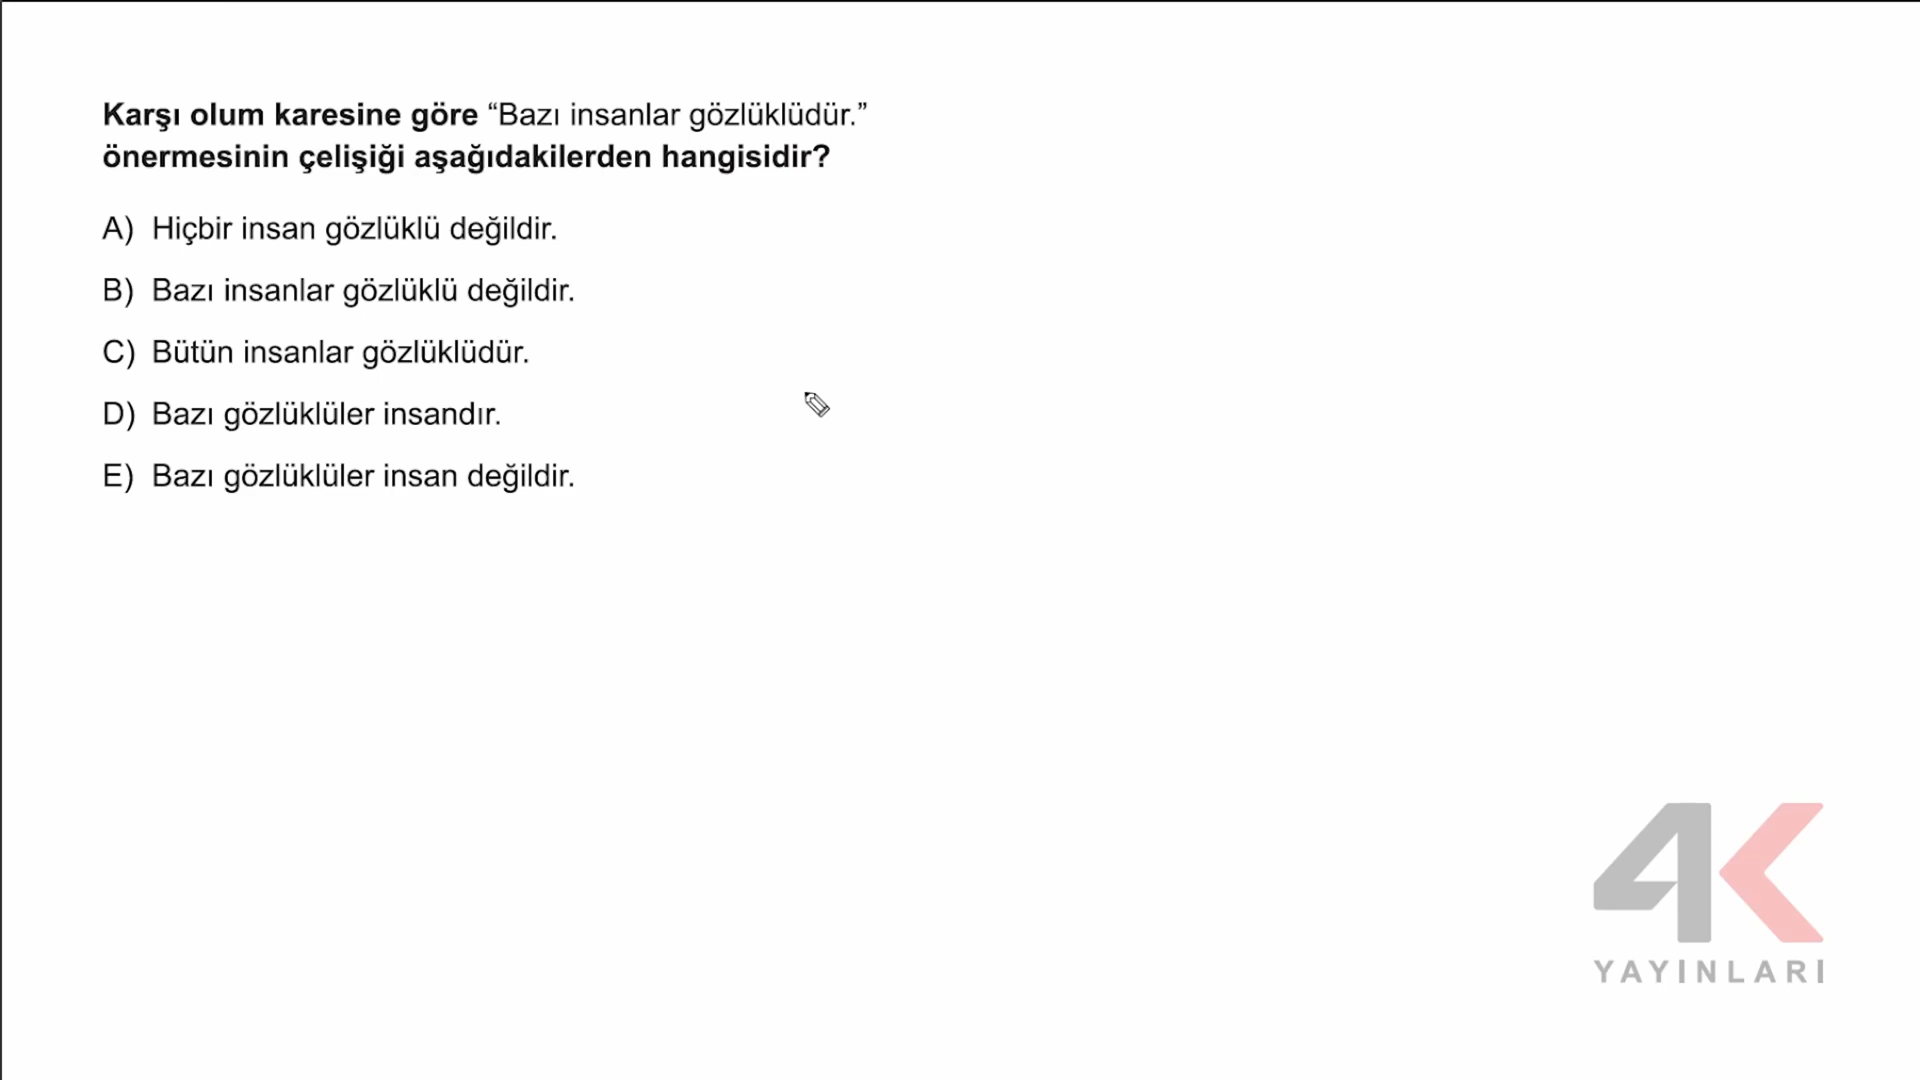 Karşı olum karesine göre “Bazı insanlar gözlüklüdür.”
önermesinin çelişiği aşağıdakilerden hangisidir?
A) Hiçbir insan gözlüklü değildir.
B) Bazı insanlar gözlüklü değildir.
C) Bütün insanlar gözlüklüdür.
D) Bazı gözlüklüler insandır.
E) Bazı gözlüklüler insan değildir.
4K
YAYINLARI